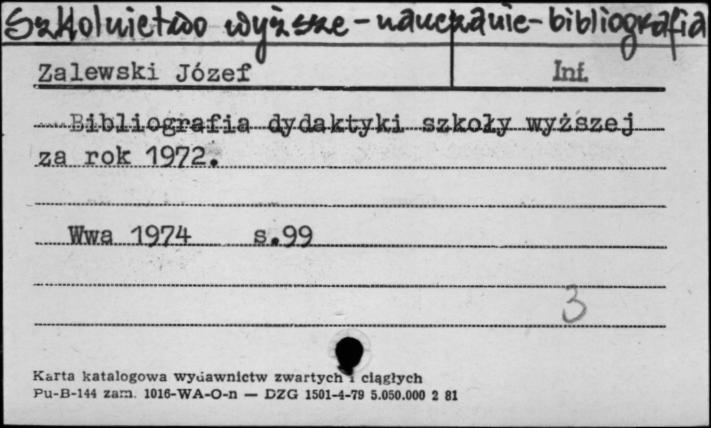 Szkolnictwo wyższe - nauczanie - bibliografia
Zalewski Józef Inf.
Bibliografia dydaktyki szkoły wyższej
za rok 1972.
Wwa 1974 s.99
3
Karta katalogowa wydawnictw zwartych i ciągłych
Pu-B-144 zam. 1016-WA-O-n — DZG 1501-4-79 5.050.000 2 81